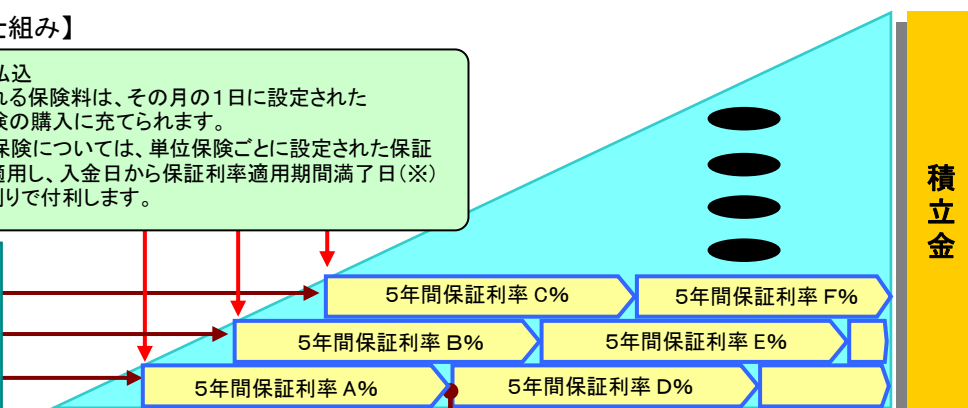 仕組み】
払込
れる保険料は、その月の1日に設定された
険の購入に充てられます。
保険については、単位保険ごとに設定された保証
適用し、入金日から保証利率適用期間満了日(※)
割りで付利します。
5年間保証利率 C%
5年間保証利率 F%
5年間保証利率 B%
5年間保証利率 E%
5年間保証利率 A%
5年間保証利率 D%
積立金